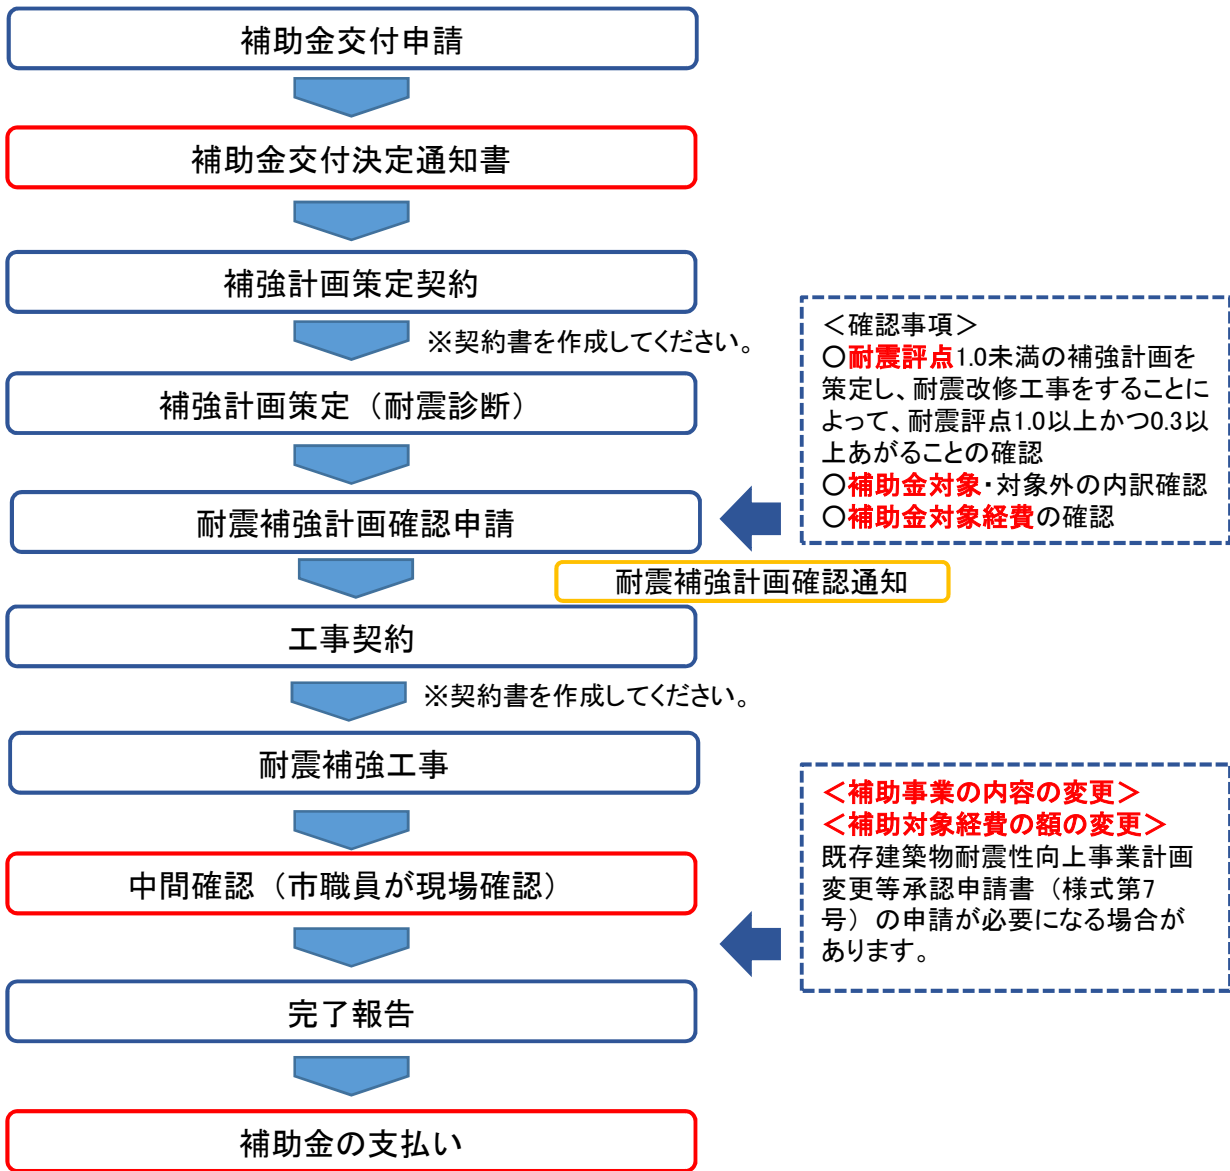 補助金交付申請
補助金交付決定通知書
補強計画策定契約
※契約書を作成してください。
補強計画策定（耐震診断）
耐震補強計画確認申請
＜確認事項＞
○耐震評点1.0未満の補強計画を
策定し、耐震改修工事をすることに
よって、耐震評点1.0以上かつ0.3以
上あがることの確認
○補助金対象・対象外の内訳確認
○補助金対象経費の確認
耐震補強計画確認通知
工事契約
※契約書を作成してください。
耐震補強工事
中間確認（市職員が現場確認）
＜補助事業の内容の変更＞
＜補助対象経費の額の変更＞
既存建築物耐震性向上事業計画
変更等承認申請書（様式第7
号）の申請が必要になる場合が
あります。
完了報告
補助金の支払い